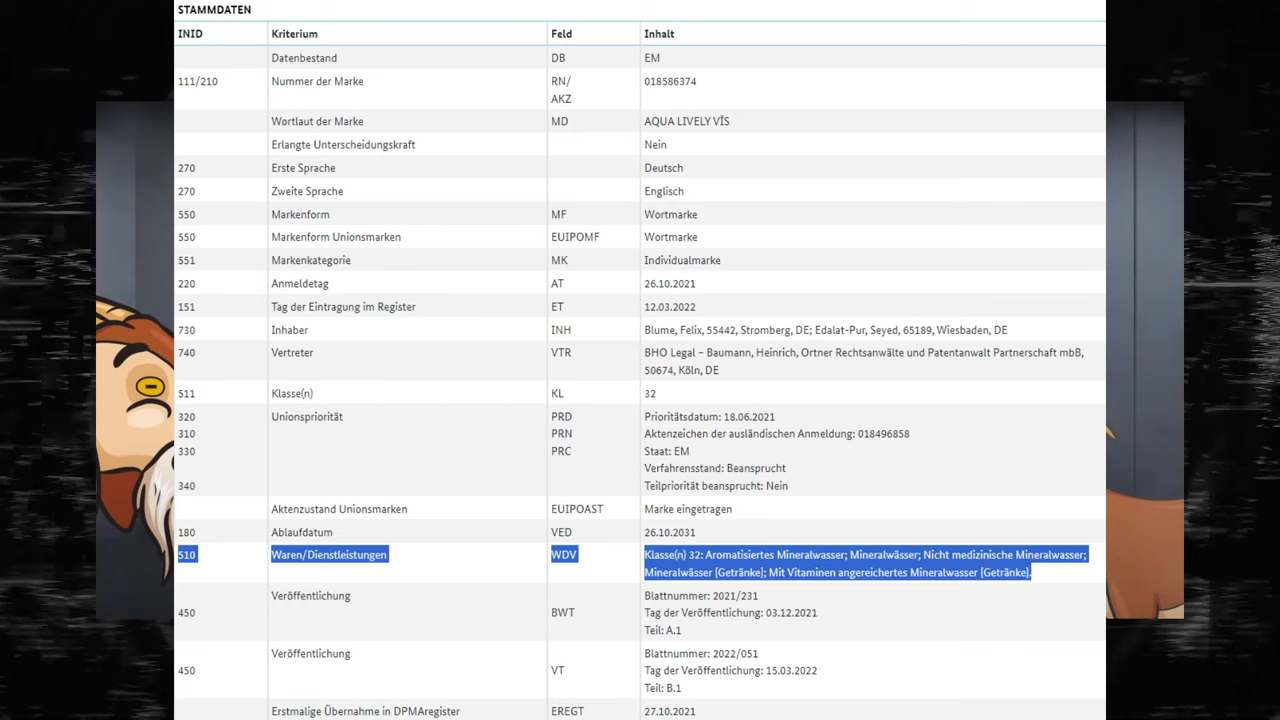 STAMMDATEN
INID Kriterium Feld Inhalt
Datenbestand DB EM
111/210 Nummer der Marke RN/ 018586374
AKZ
Wortlaut der Marke MD AQUA LIVELY VĪS
Erlangte Unterscheidungskraft Nein
270 Erste Sprache Deutsch
270 Zweite Sprache Englisch
550 Markenform MF Wortmarke
550 Markenform Unionsmarken EUIPOMF Wortmarke
551 Markenkategorie MK Individualmarke
220 Anmeldetag AT 26.10.2021
151 Tag der Eintragung im Register ET 12.03.2022
730 Inhaber INH Blume, Felix, 55442, Stromberg, DE; Edalat-Pur, Seyed, 65189, Wiesbaden, DE
740 Vertreter VTR BHO Legal – Baumann, Heinrich, Ortner Rechtsanwälte und Patentanwalt Partnerschaft mbB,
50674, Köln, DE
511 Klasse(n) KL 32
320 Unionspriorität PRD Prioritätsdatum: 18.06.2021
310 PRN Aktenzeichen der ausländischen Anmeldung: 018496858
330 PRC Staat: EM
Verfahrensstand: Beansprucht
340 Teilpriorität beansprucht: Nein
Aktenzustand Unionsmarken EUIPOAST Marke eingetragen
180 Ablaufdatum VED 26.10.2031
510 Waren/Dienstleistungen WDV Klasse(n) 32: Aromatisiertes Mineralwasser; Mineralwässer; Nicht medizinische Mineralwasser;
Mineralwässer [Getränke]; Mit Vitaminen angereichertes Mineralwasser [Getränke].
Veröffentlichung Blattnummer: 2021/231
450 BWT Tag der Veröffentlichung: 03.12.2021
Teil: A.1
Veröffentlichung Blattnummer: 2022/051
450 VT Tag der Veröffentlichung: 15.03.2022
Teil: B.1
Erstmalige Übernahme in DPMAregister EREGT 27.10.2021